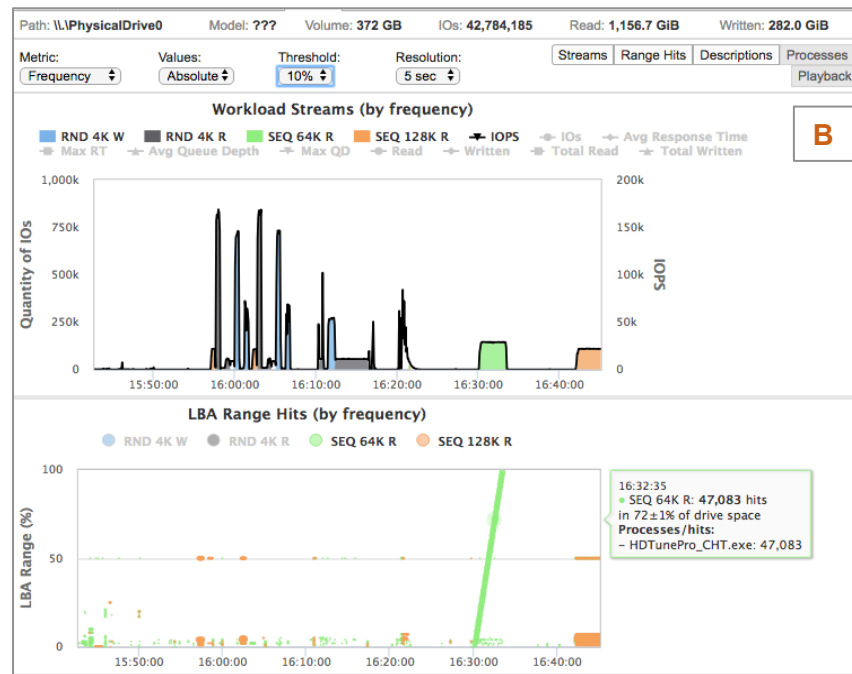 Path: \\.\PhysicalDrive0 Model: ??? Volume: 372 GB IOs: 42,784,185 Read: 1,156.7 GiB Written: 282.0 GiB
Metric: Values: Threshold: Resolution: Streams Range Hits Descriptions Processes
Frequency Absolute 10% 5 sec Playback
Workload Streams (by frequency)
RND 4K W RND 4K R SEQ 64K R SEQ 128K R IOPS IOs Avg Response Time
Max RT Avg Queue Depth Max QD Read Written Total Read Total Written
B
1,000k 200k
750k 150k
500k 100k
250k 50k
0 0
Quantity of IOs
IOPS
15:50:00 16:00:00 16:10:00 16:20:00 16:30:00 16:40:00
LBA Range Hits (by frequency)
RND 4K W RND 4K R SEQ 64K R SEQ 128K R
100
50
0
LBA Range (%)
16:32:35
SEQ 64K R: 47,083 hits
in 72±1% of drive space
Processes/hits:
– HDTunePro_CHT.exe: 47,083
15:50:00 16:00:00 16:10:00 16:20:00 16:30:00 16:40:00